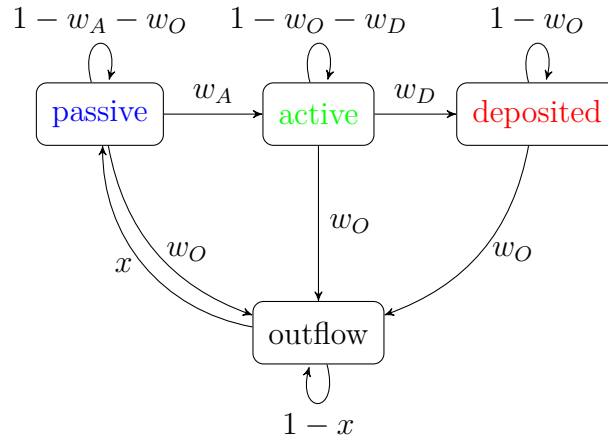 1 − w_A − w_O
1 − w_O − w_D
1 − w_O
passive
w_A
active
w_D
deposited
w_O
x
w_O
w_O
outflow
1 − x